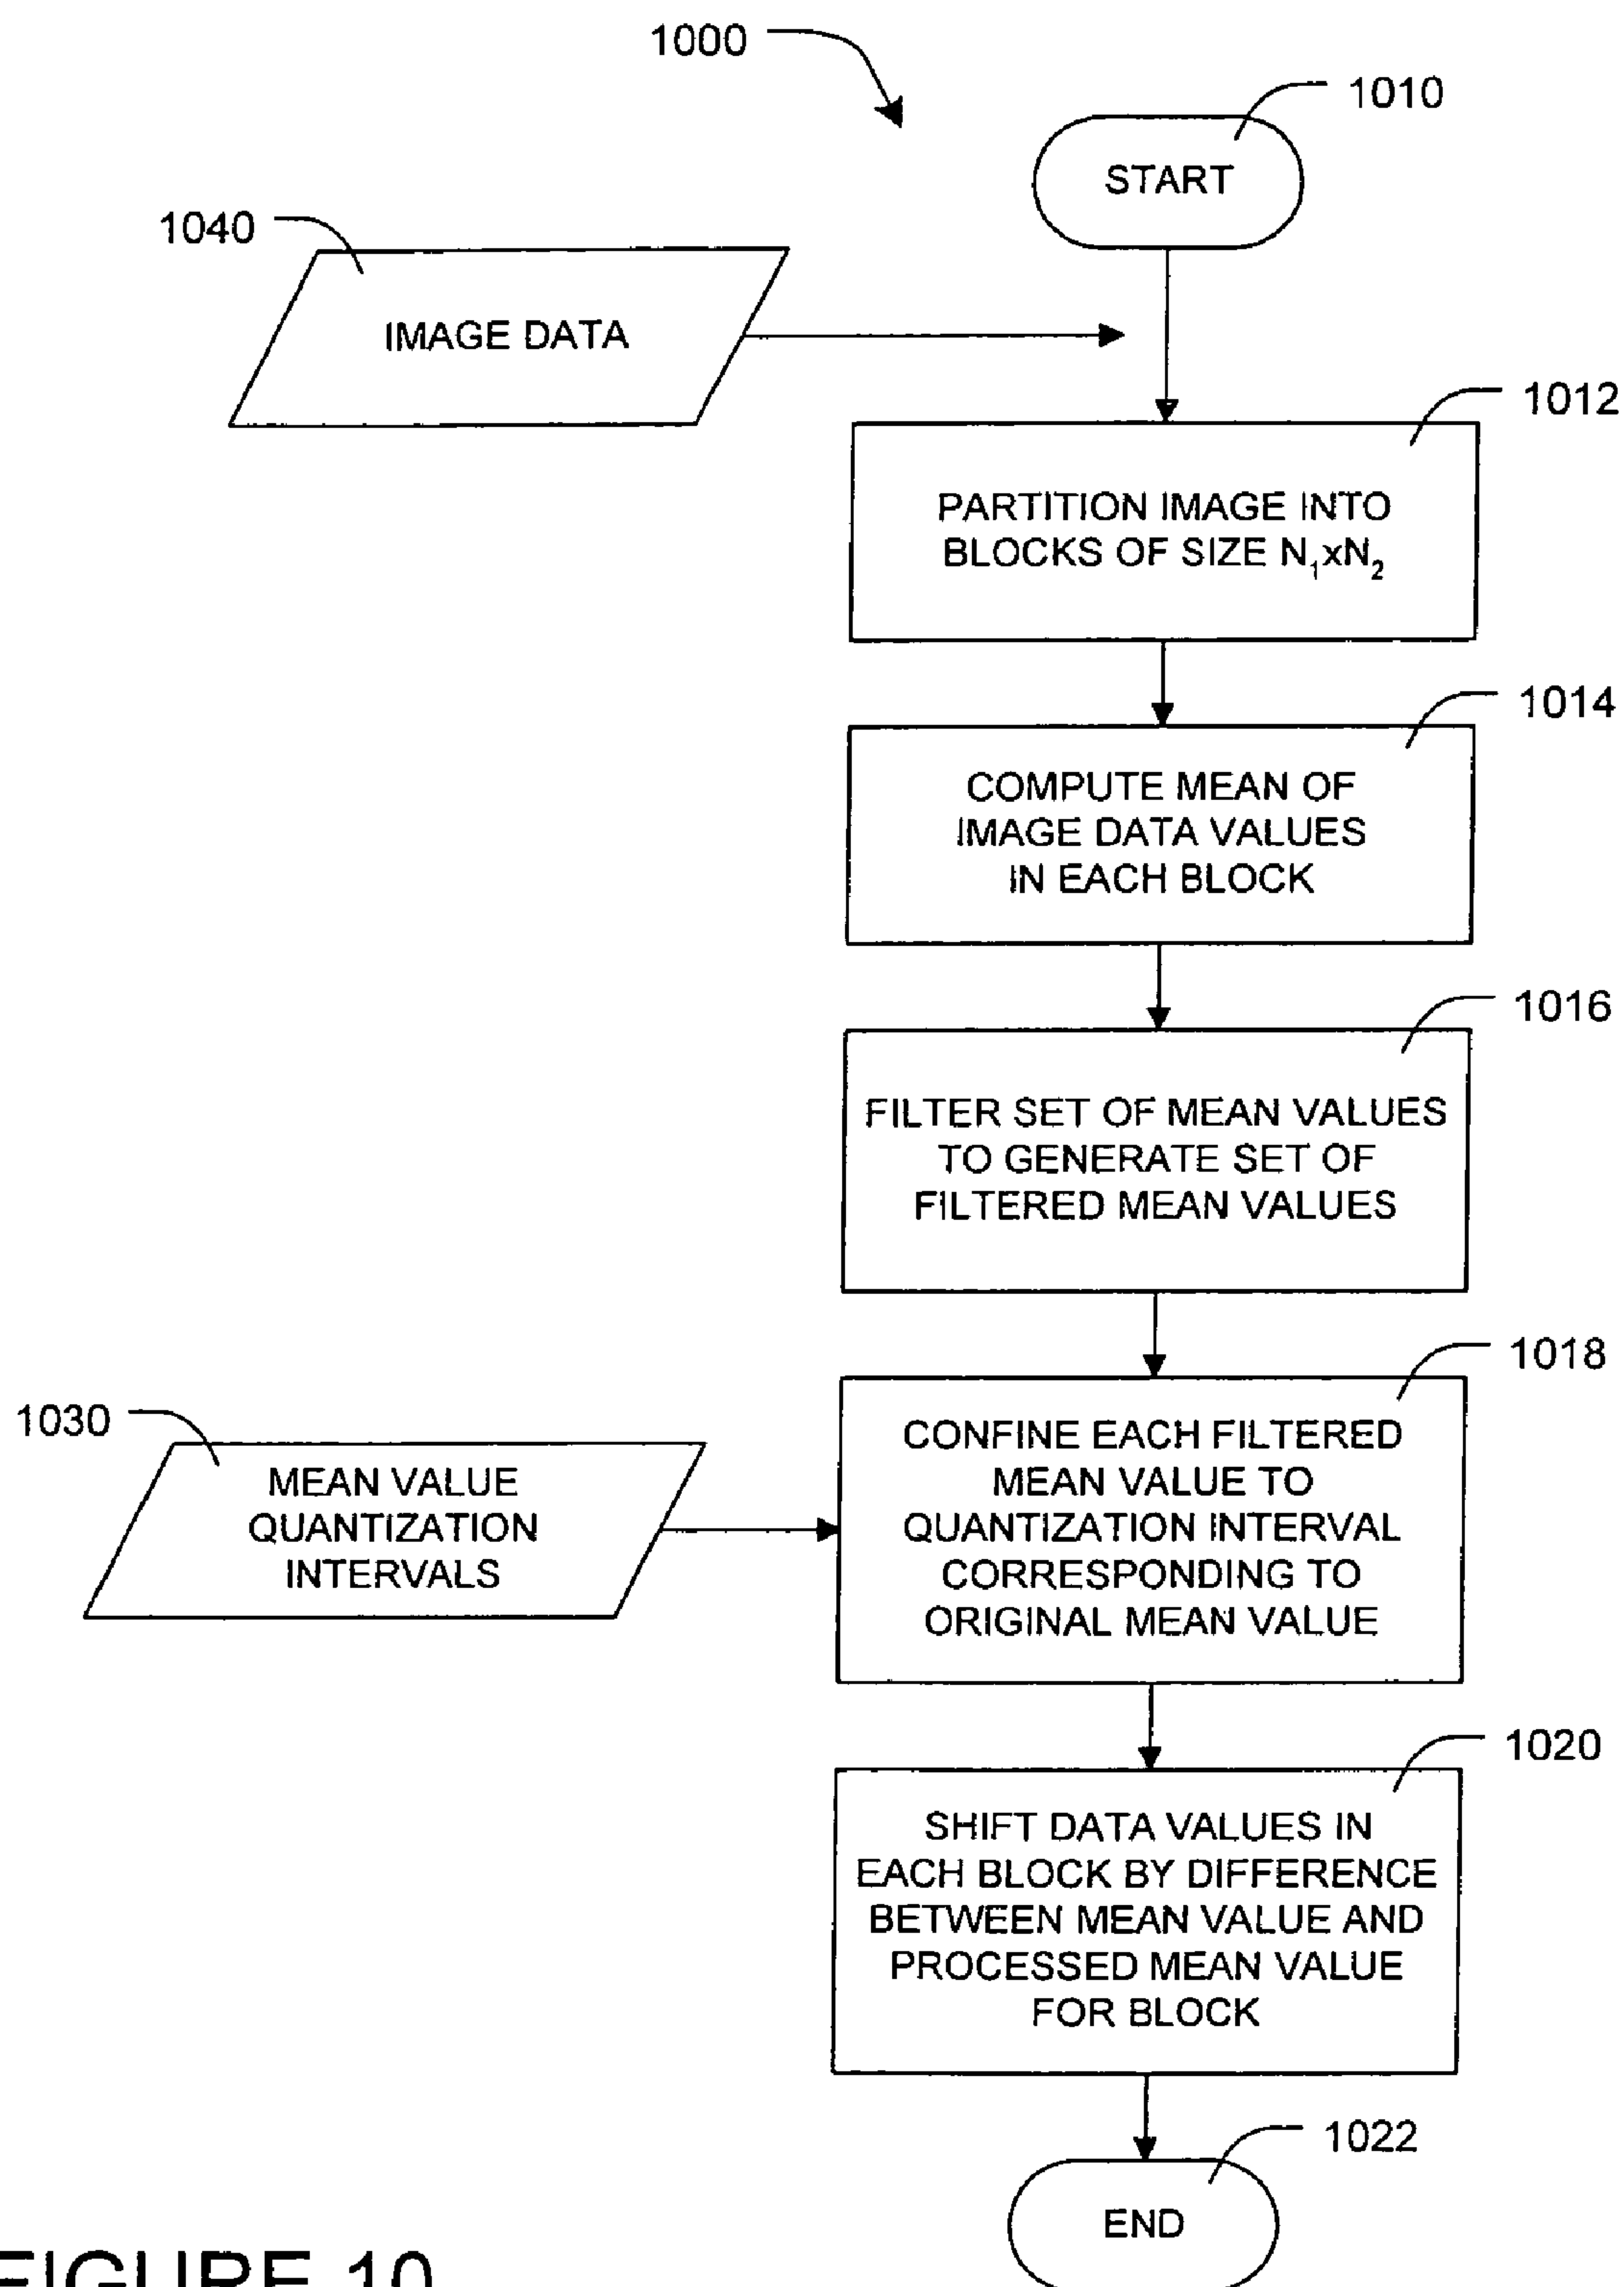 1000
1010
START
1040
IMAGE DATA
1012
PARTITION IMAGE INTO
BLOCKS OF SIZE N₁xN₂
1014
COMPUTE MEAN OF
IMAGE DATA VALUES
IN EACH BLOCK
1016
FILTER SET OF MEAN VALUES
TO GENERATE SET OF
FILTERED MEAN VALUES
1018
CONFINE EACH FILTERED
MEAN VALUE TO
QUANTIZATION INTERVAL
CORRESPONDING TO
ORIGINAL MEAN VALUE
1030
MEAN VALUE
QUANTIZATION
INTERVALS
1020
SHIFT DATA VALUES IN
EACH BLOCK BY DIFFERENCE
BETWEEN MEAN VALUE AND
PROCESSED MEAN VALUE
FOR BLOCK
1022
END
FIGURE 10